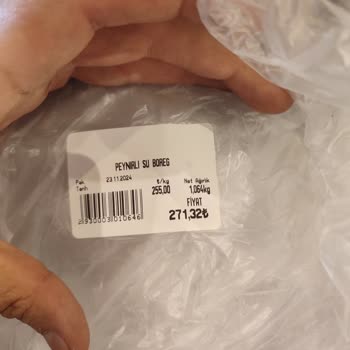 PEYNIRLI SU BOREG
Pak. 23.11.2024 ₺/kg Net Ağırlık
Tarih 255,00 1,064kg
FİYAT
271,32₺
2830003010646